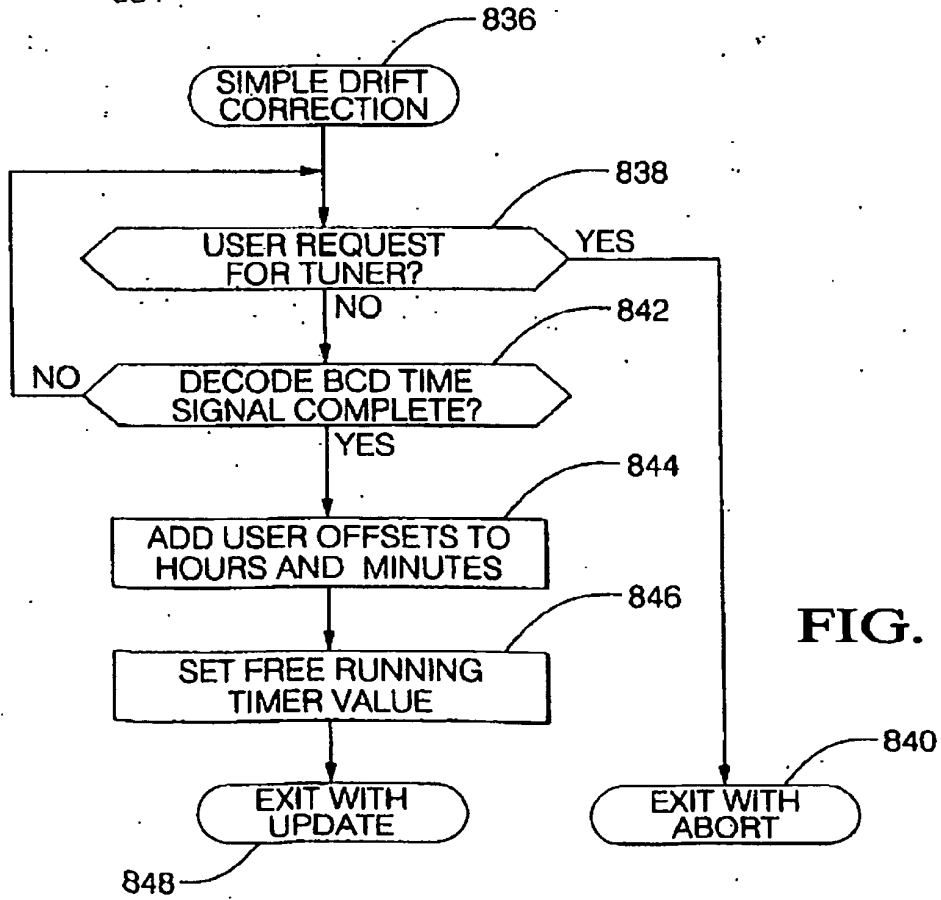 836
SIMPLE DRIFT
CORRECTION
838
USER REQUEST
FOR TUNER?
YES
NO
842
NO
DECODE BCD TIME
SIGNAL COMPLETE?
YES
844
ADD USER OFFSETS TO
HOURS AND MINUTES
846
SET FREE RUNNING
TIMER VALUE
FIG.
840
EXIT WITH
UPDATE
EXIT WITH
ABORT
848